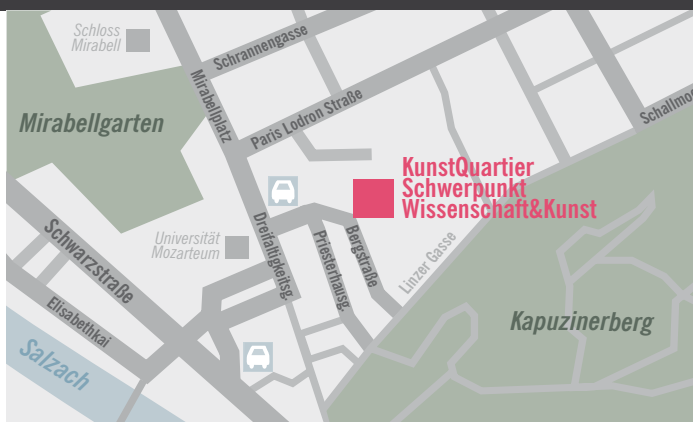 Schloss
Mirabell
Schrannengasse
Mirabellplatz
Paris Lodron Straße
Mirabellgarten
KunstQuartier
Schwerpunkt
Wissenschaft&Kunst
Schwarzstraße
Universität
Mozarteum
Dreifaltigkeitsg.
Priesterhausg.
Bergstraße
Linzer Gasse
Elisabethkai
Salzach
Kapuzinerberg